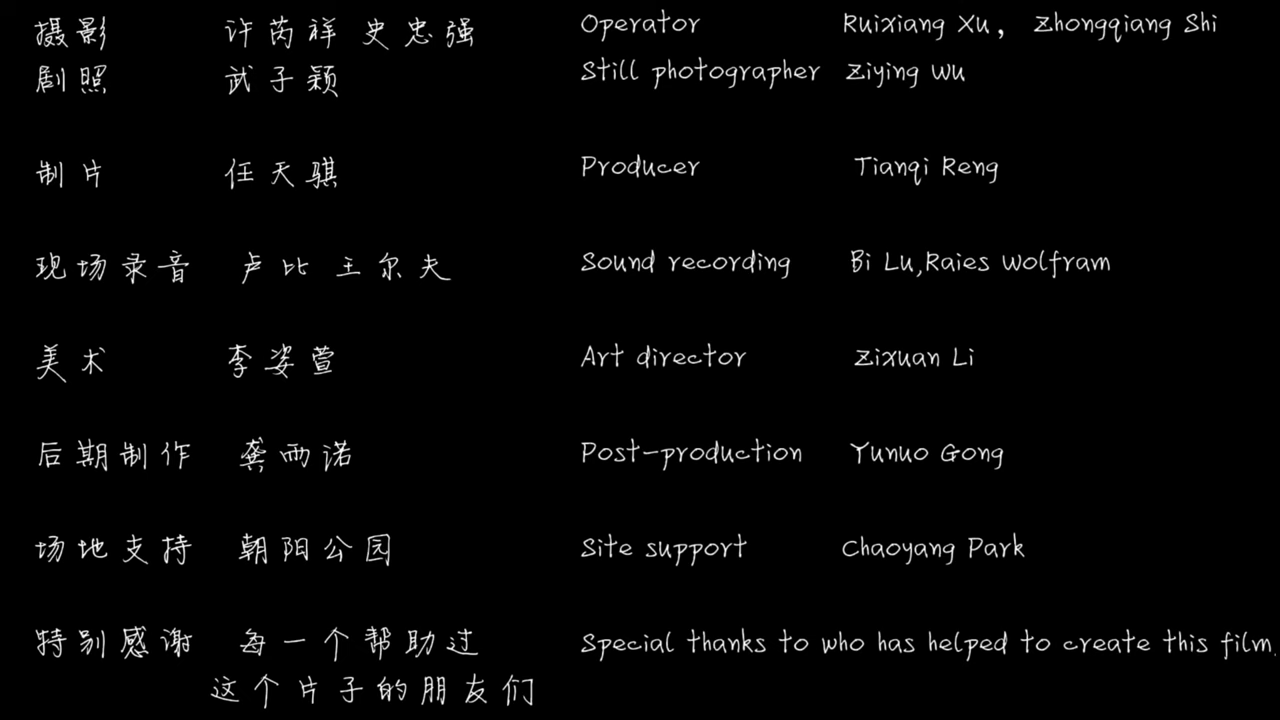 摄影 许芮祥 史忠强 Operator Ruixiang Xu, Zhongqiang Shi
剧照 武子颖 Still photographer Ziying Wu
制片 任天骐 Producer Tianqi Reng
现场录音 卢比 王尔夫 Sound recording Bi Lu,Raies Wolfram
美术 李姿萱 Art director Zixuan Li
后期制作 龚雨诺 Post-production Yunuo Gong
场地支持 朝阳公园 Site support Chaoyang Park
特别感谢 每一个帮助过 Special thanks to who has helped to create this film.
这个片子的朋友们